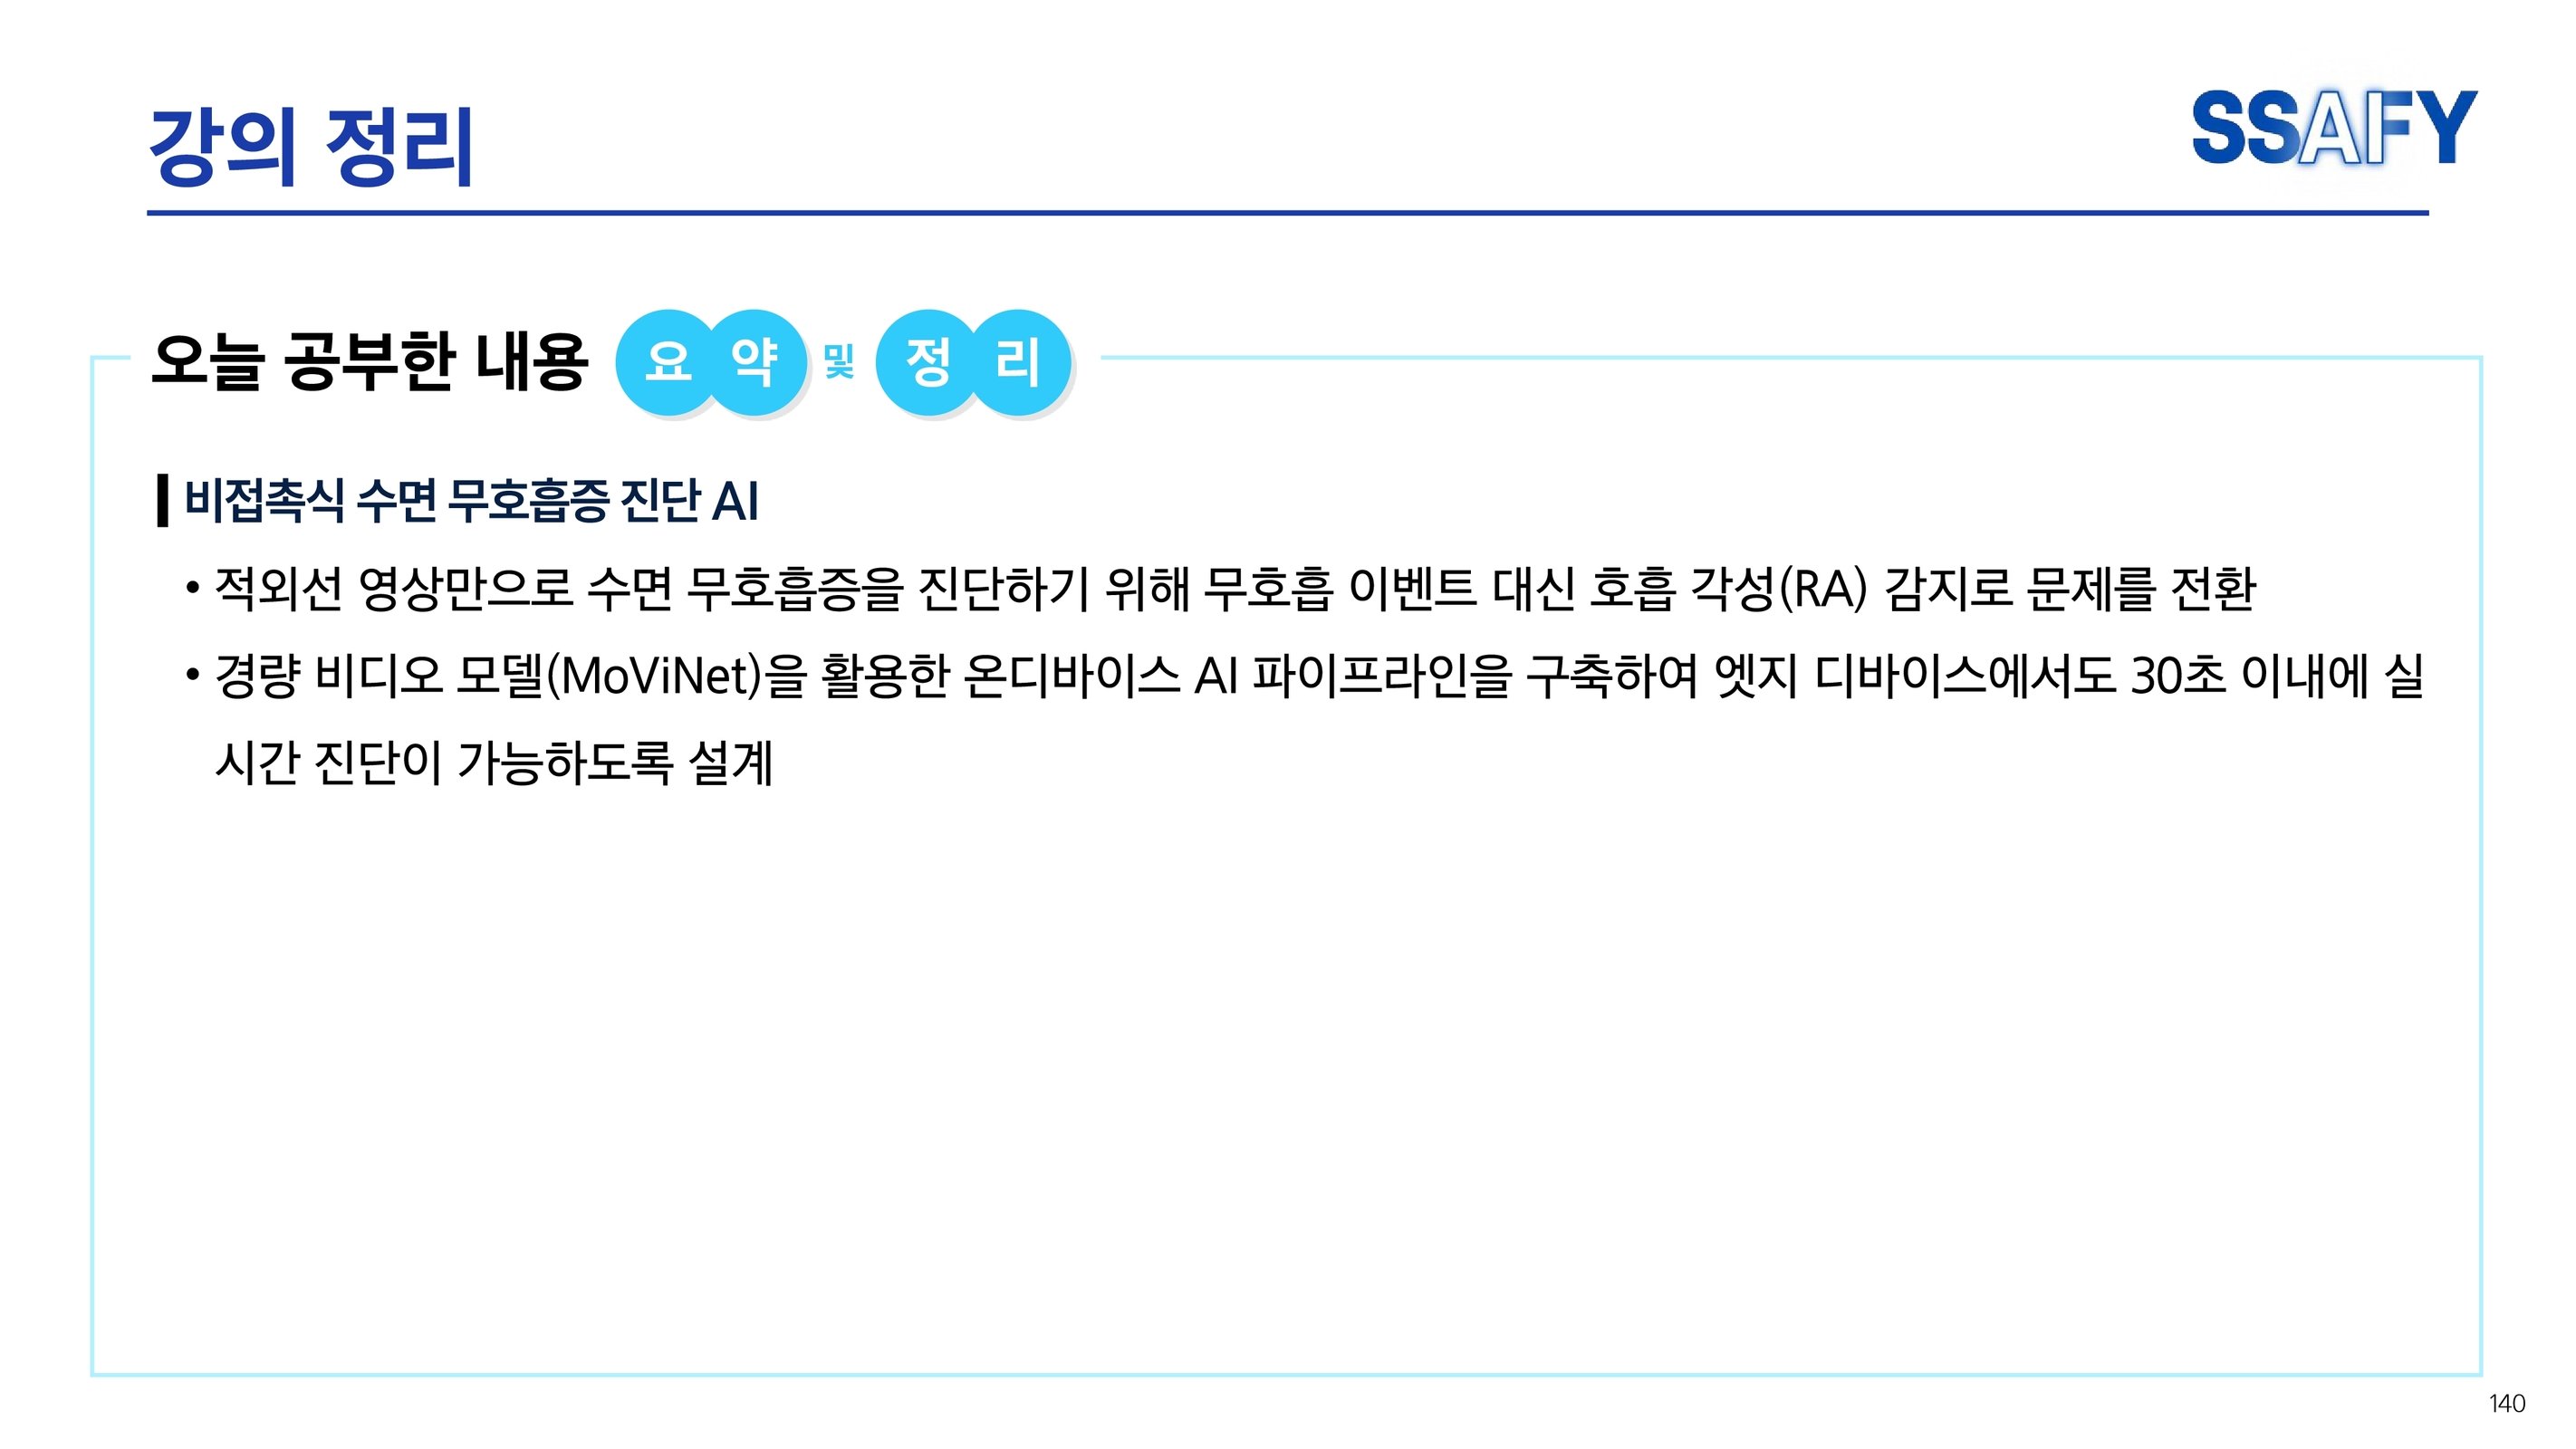 강의 정리
SSAFY
오늘 공부한 내용 요약 및 정리
비접촉식 수면 무호흡증 진단 AI
• 적외선 영상만으로 수면 무호흡증을 진단하기 위해 무호흡 이벤트 대신 호흡 각성(RA) 감지로 문제를 전환
• 경량 비디오 모델(MoViNet)을 활용한 온디바이스 AI 파이프라인을 구축하여 엣지 디바이스에서도 30초 이내에 실
시간 진단이 가능하도록 설계
140